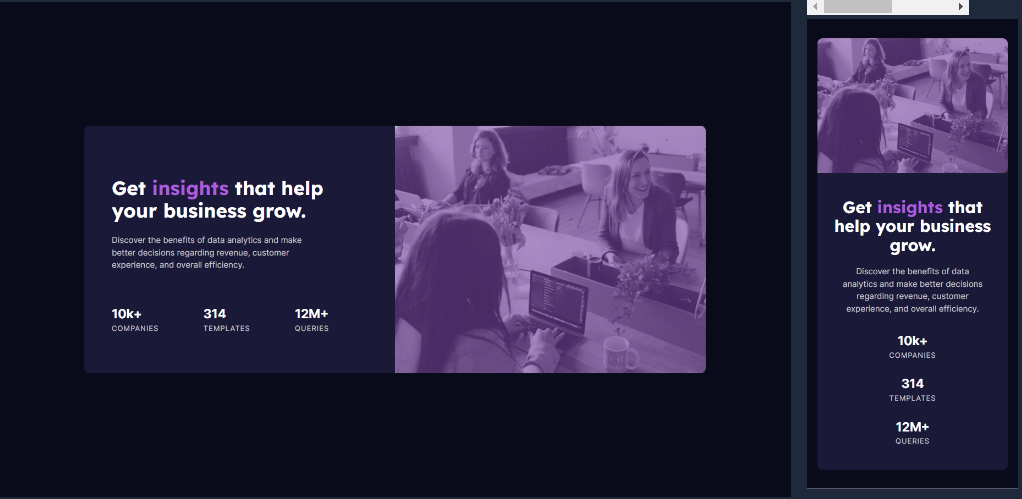 Get insights that help
your business grow.
Discover the benefits of data analytics and make
better decisions regarding revenue, customer
experience, and overall efficiency.
10k+
COMPANIES
314
TEMPLATES
12M+
QUERIES
Get insights that
help your business
grow.
Discover the benefits of data
analytics and make better decisions
regarding revenue, customer
experience, and overall efficiency.
10k+
COMPANIES
314
TEMPLATES
12M+
QUERIES